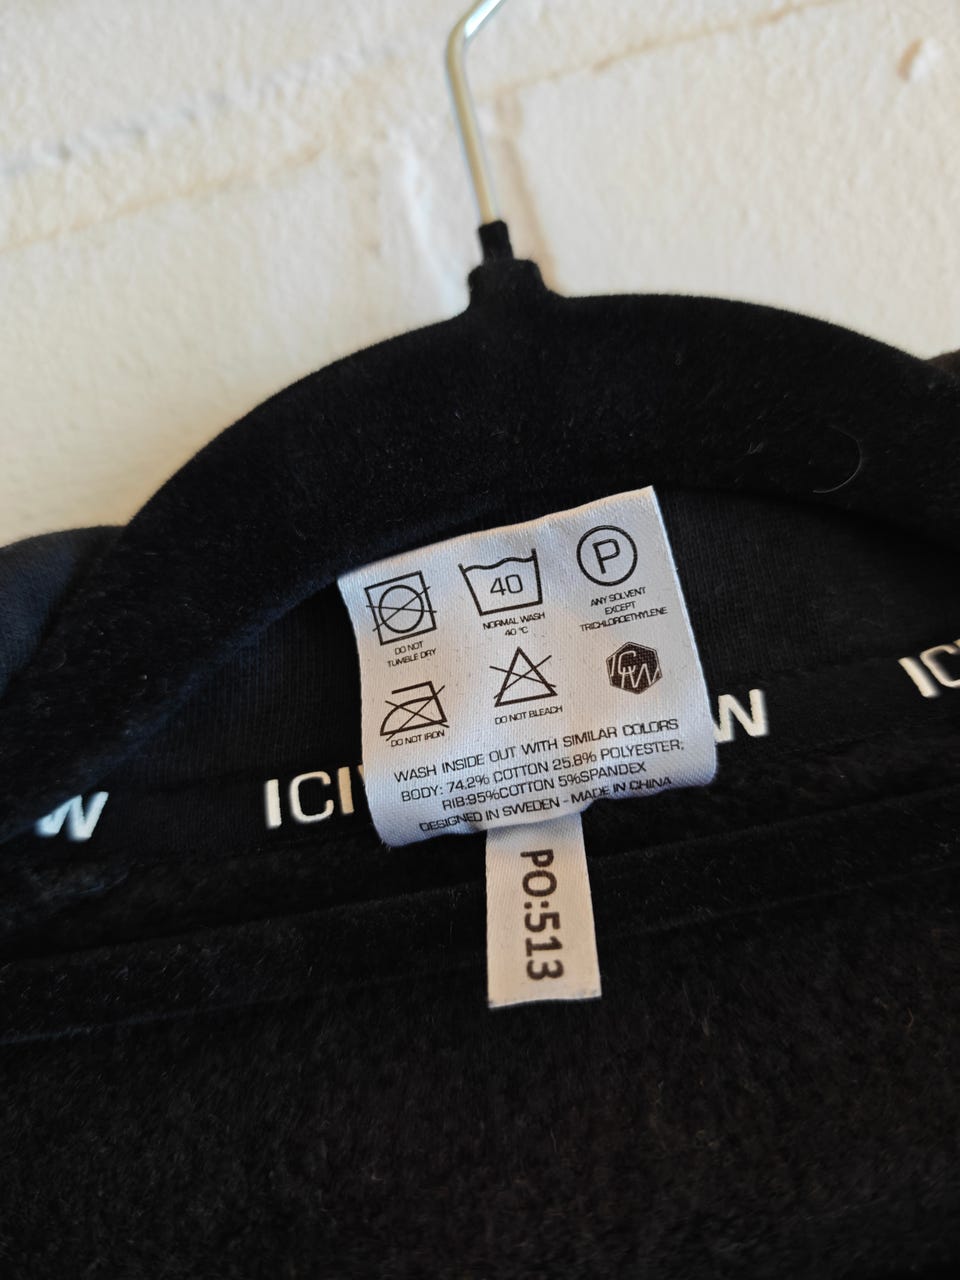 40
P
DO NOT
TUMBLE DRY
NORMAL WASH
40 °C
ANY SOLVENT
EXCEPT
TRICHLOROETHYLENE
DO NOT IRON
DO NOT BLEACH
ICIW
WASH INSIDE OUT WITH SIMILAR COLORS
BODY: 74.2% COTTON 25.8% POLYESTER;
RIB:95%COTTON 5%SPANDEX
DESIGNED IN SWEDEN - MADE IN CHINA
W
ICI
W
IC
PO:513